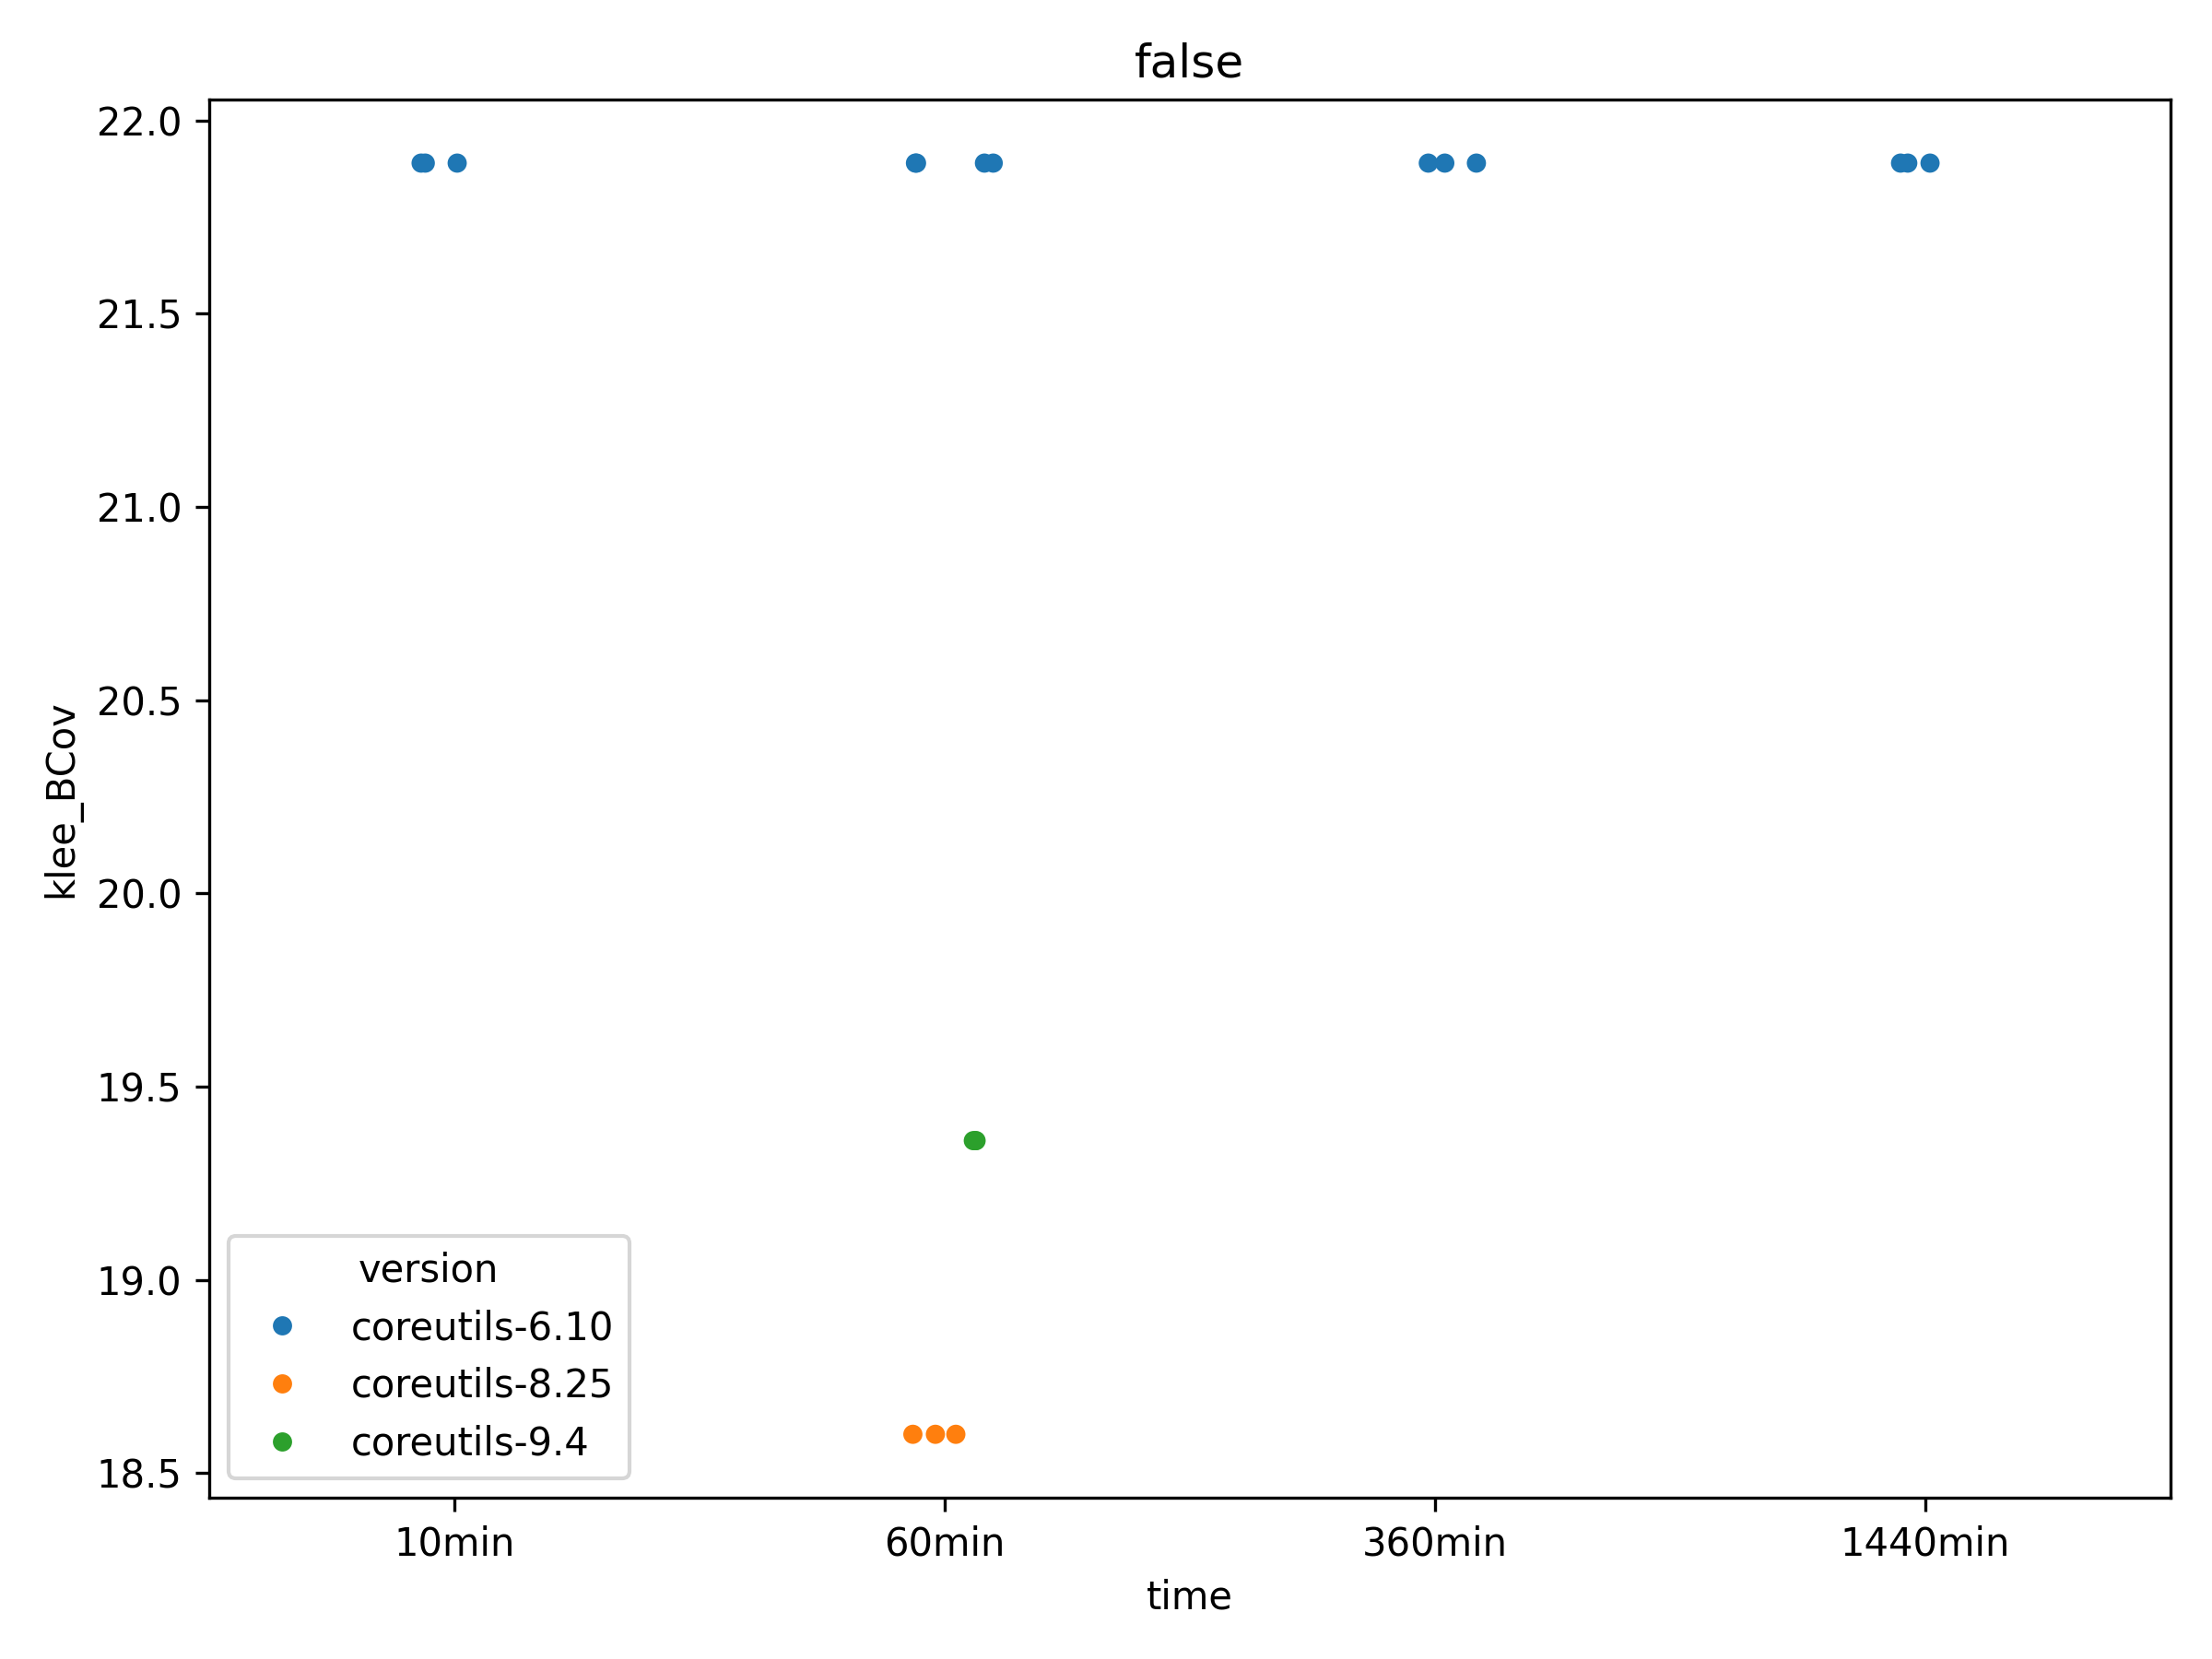 false
22.0
21.5
21.0
20.5
20.0
19.5
19.0
18.5
klee_BCov
version
coreutils-6.10
coreutils-8.25
coreutils-9.4
10min 60min 360min 1440min
time